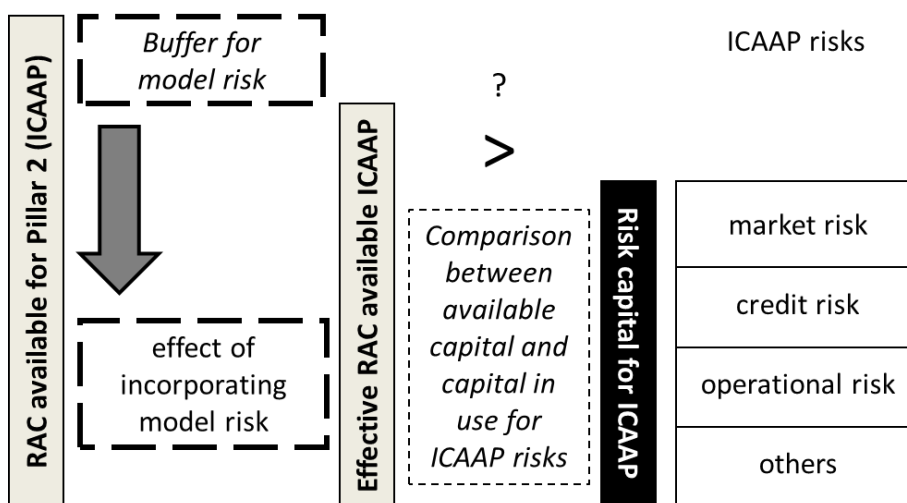 RAC available for Pillar 2 (ICAAP)
Buffer for
model risk
effect of
incorporating
model risk
Effective RAC available ICAAP
?
>
Comparison
between
available
capital and
capital in
use for
ICAAP risks
Risk capital for ICAAP
ICAAP risks
market risk
credit risk
operational risk
others